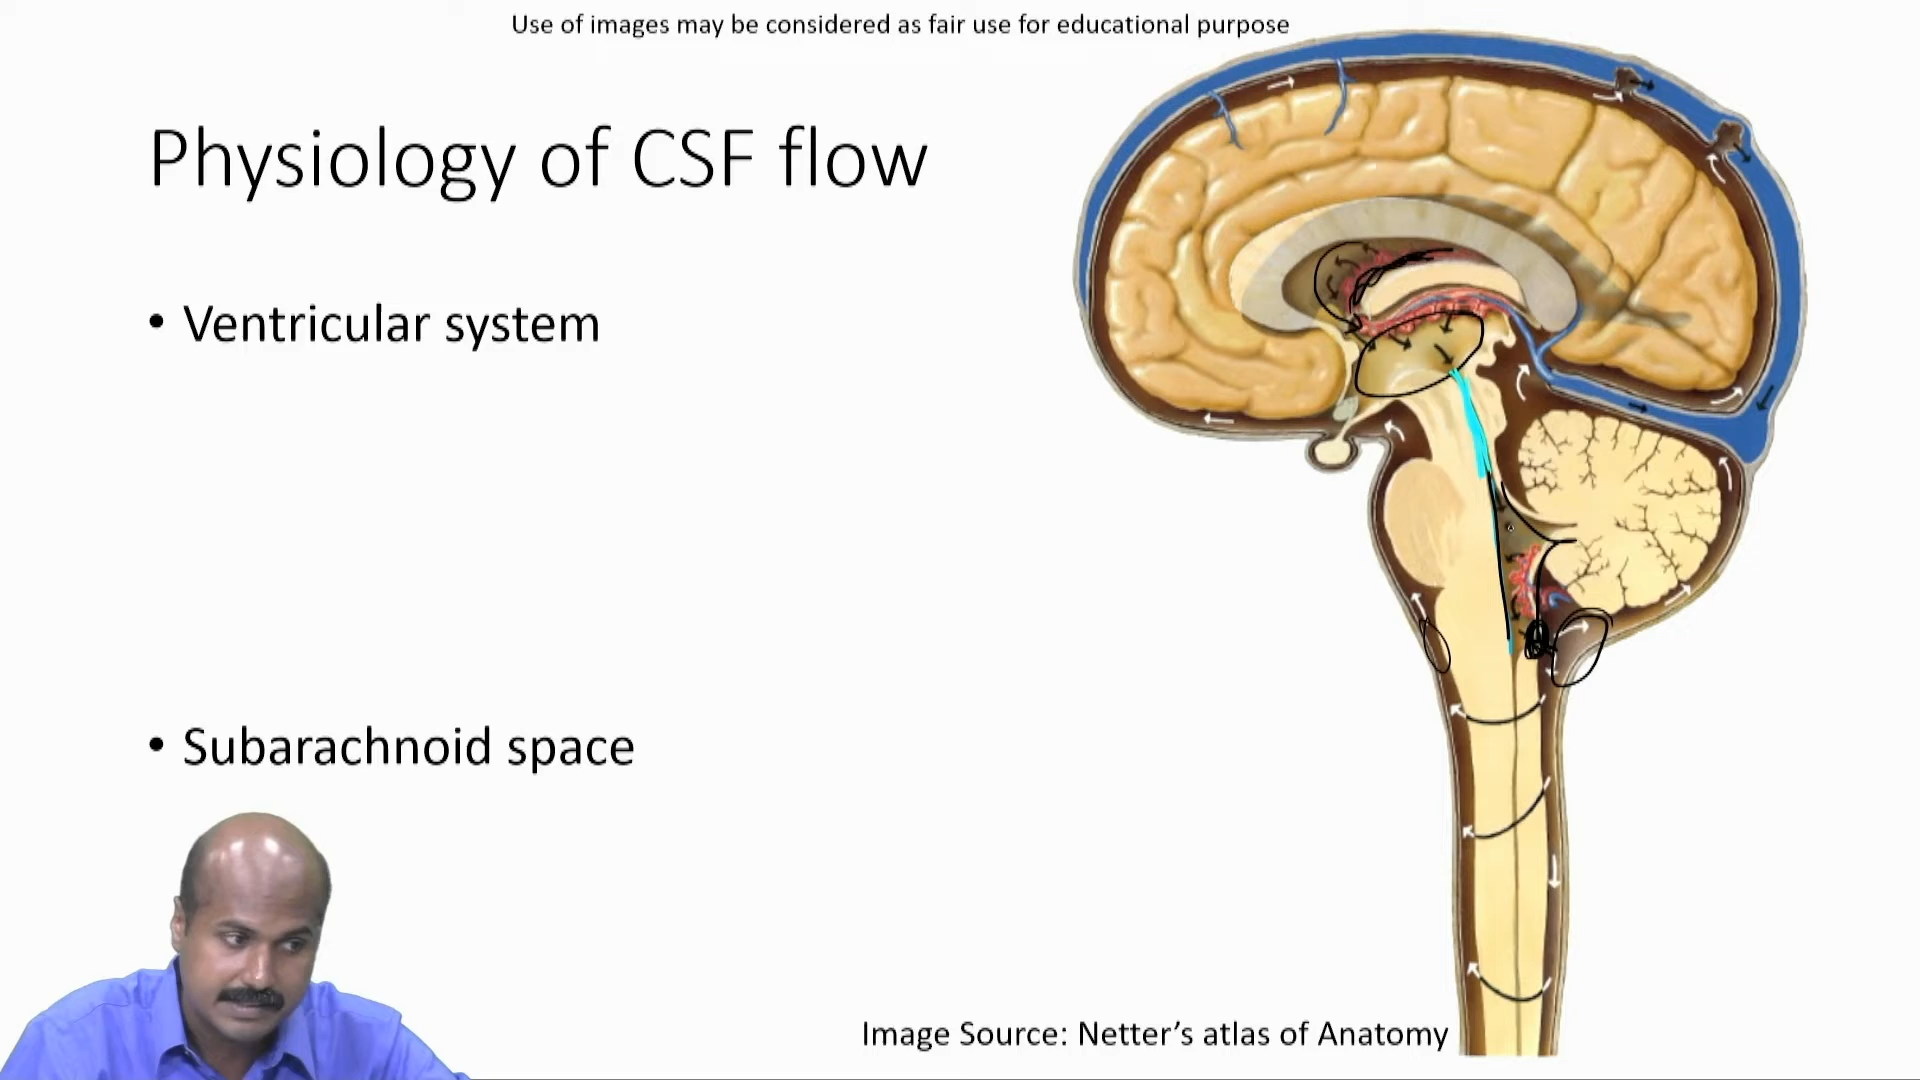 Use of images may be considered as fair use for educational purpose
Physiology of CSF flow
• Ventricular system
• Subarachnoid space
Image Source: Netter’s atlas of Anatomy